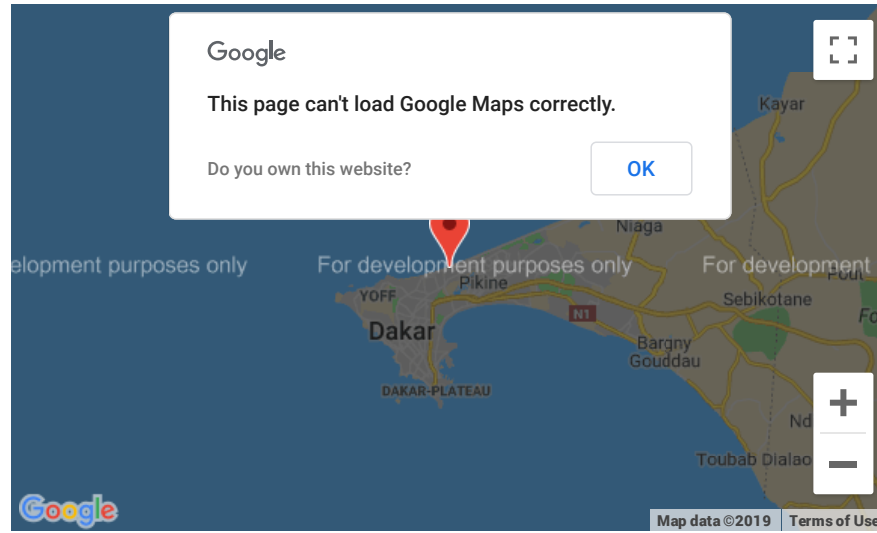 Google
This page can't load Google Maps correctly.
Do you own this website?
OK
Kayar
Niaga
elopment purposes only
For development purposes only
For development
Pout
Pikine
YOFF
Sebikotane
N1
Dakar
Bargny
Gouddau
DAKAR-PLATEAU
Nd
Toubab Dialao
Google
Map data ©2019
Terms of Use